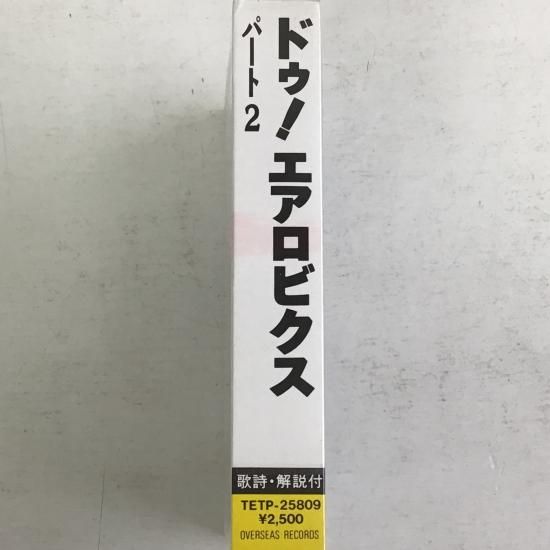 ドゥ!エアロビクス
パート2
歌詩・解説付
TETP-25809
¥2,500
OVERSEAS RECORDS